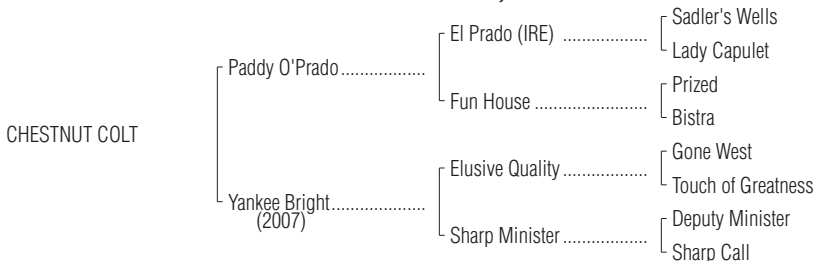 Sadler's Wells
El Prado (IRE) ..................
Lady Capulet
Paddy O'Prado..................
Prized
Fun House ........................
Bistra
CHESTNUT COLT
Gone West
Elusive Quality ..................
Touch of Greatness
Yankee Bright....................
(2007)
Deputy Minister
Sharp Minister ..................
Sharp Call